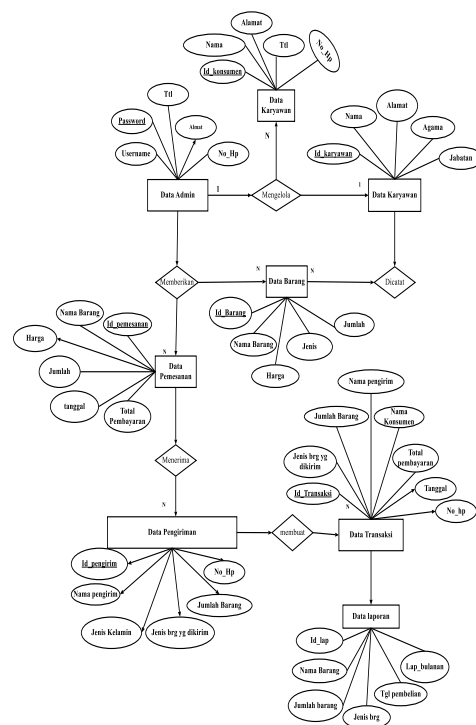 Alamat
Nama
Ttl
No_Hp
Id_konsumen
Data
Karyawan
N
Ttl
Password
Almat
Username
No_Hp
Data Admin
1
Mengelola
1
Nama
Alamat
Agama
Id_karyawan
Jabatan
Data Karyawan
Memberikan
N
Data Barang
N
Dicatat
Id_Barang
Jumlah
Nama Barang
Jenis
Harga
Nama Barang
Id_pemesanan
Harga
N
Jumlah
Data
Pemesanan
tanggal
Total
Pembayaran
Menerima
N
Nama pengirim
Jumlah Barang
Nama
Konsumen
Jenis brg yg
dikirim
Total
pembayaran
Id_Transaksi
Tanggal
N
No_hp
Data Pengiriman
membuat
Data Transaksi
Id_pengirim
No_Hp
Nama pengirim
Jumlah Barang
Jenis Kelamin
Jenis brg yg dikirim
Data laporan
Id_lap
Nama Barang
Lap_bulanan
Jumlah barang
Tgl pembelian
Jenis brg